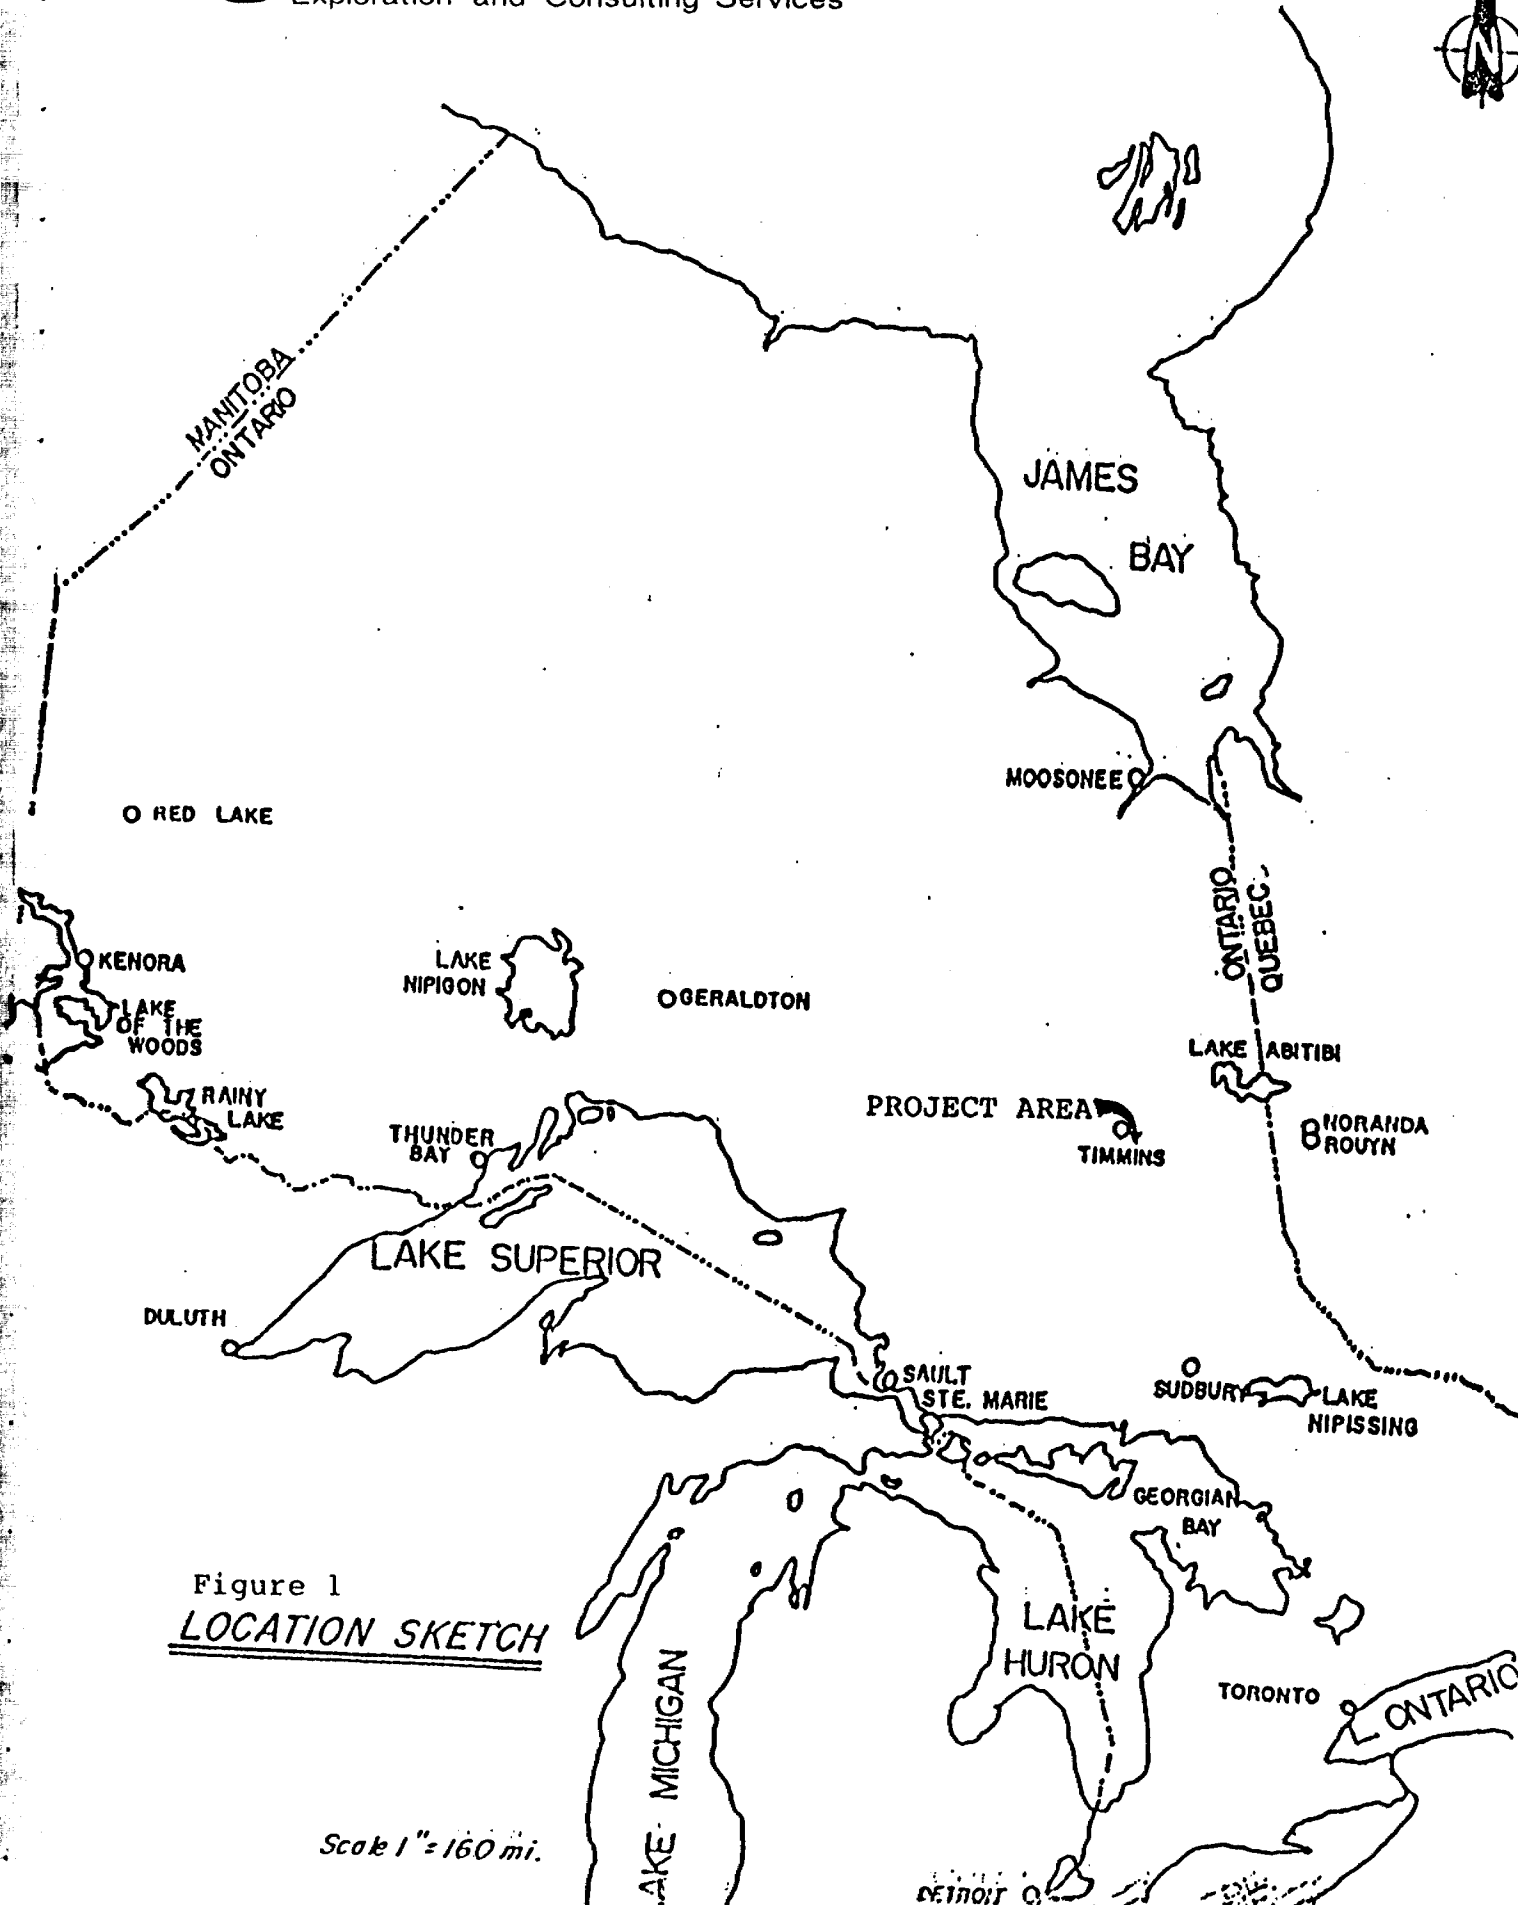 Exploration and Consulting Services
N
MANITOBA
ONTARIO
JAMES
BAY
MOOSONEE
RED LAKE
ONTARIO
QUEBEC
KENORA
LAKE
NIPIGON
GERALDTON
LAKE
OF THE
WOODS
LAKE ABITIBI
RAINY
LAKE
PROJECT AREA
THUNDER
BAY
TIMMINS
NORANDA
ROUYN
LAKE SUPERIOR
DULUTH
SAULT
STE. MARIE
SUDBURY
LAKE
NIPISSING
GEORGIAN
BAY
Figure 1
LOCATION SKETCH
LAKE
HURON
TORONTO
L ONTARIO
LAKE MICHIGAN
Scale 1" = 160 mi.
DETROIT